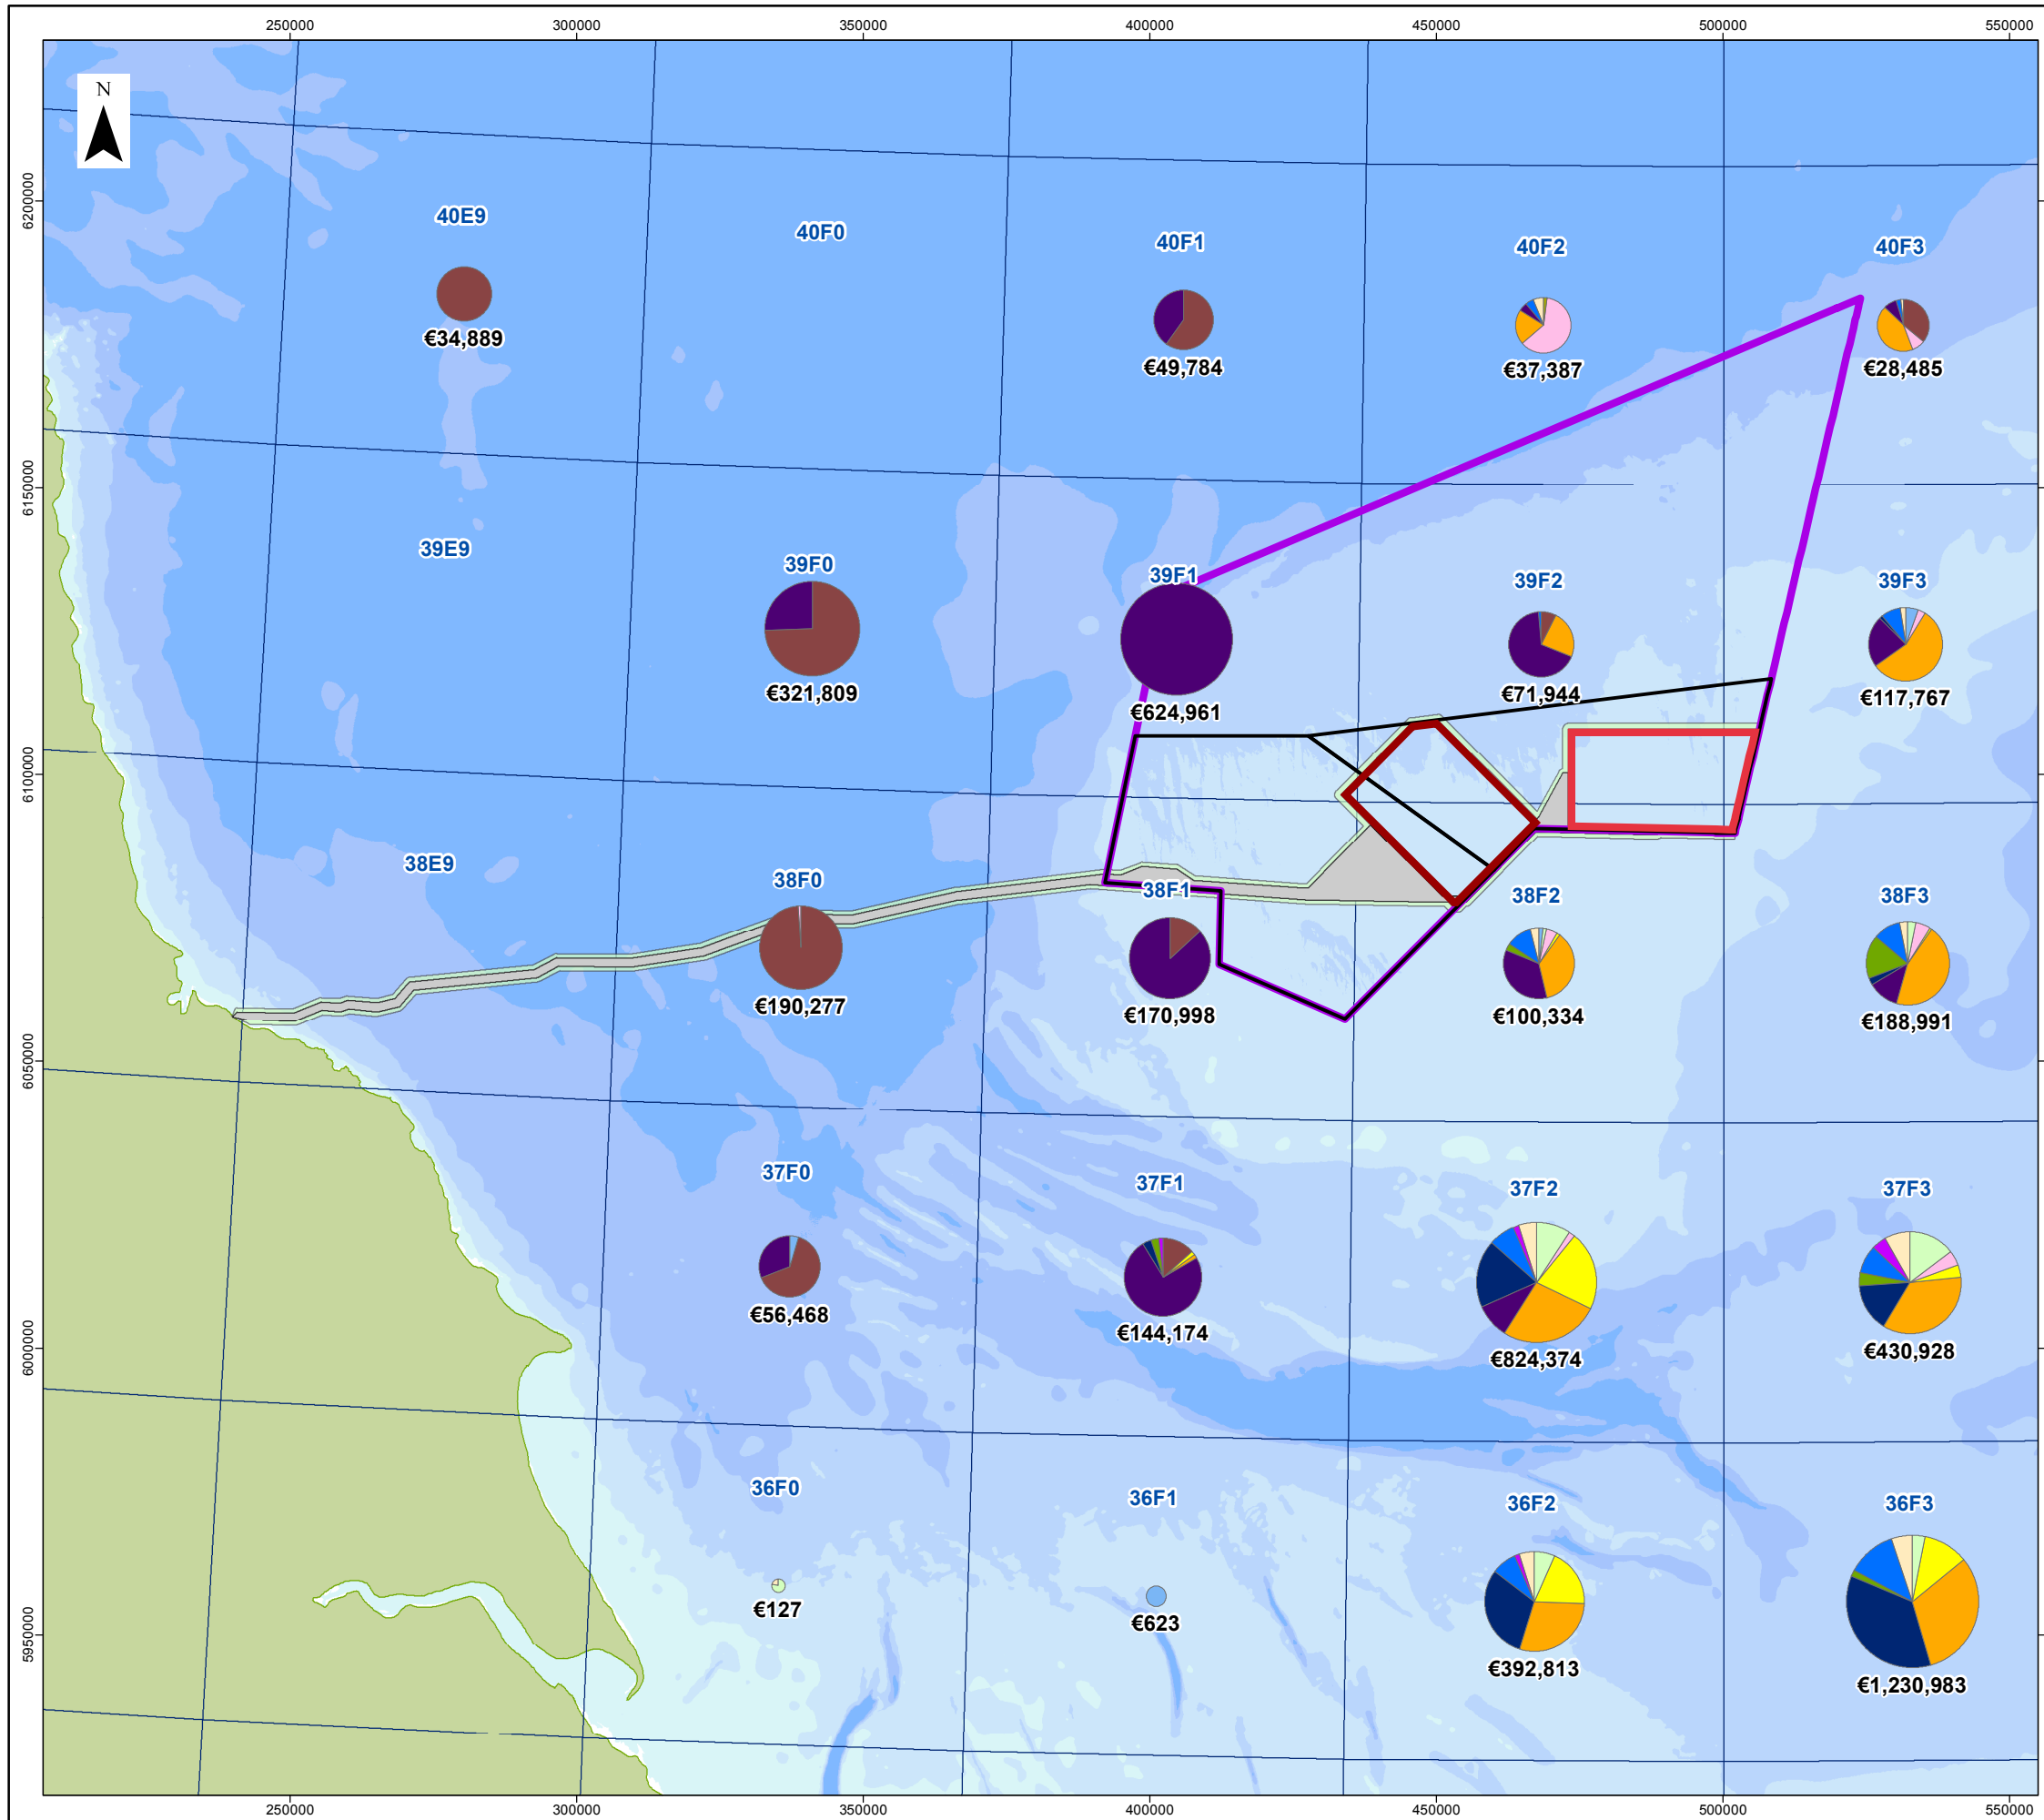 250000 300000 350000 400000 450000 500000 550000
N
6200000
6150000
6100000
6050000
6000000
5950000
40E9
€34,889
40F0
40F1
€49,784
40F2
€37,387
40F3
€28,485
39E9
39F0
€321,809
39F1
€624,961
39F2
€71,944
39F3
€117,767
38E9
38F0
€190,277
38F1
€170,998
38F2
€100,334
38F3
€188,991
37F0
€56,468
37F1
€144,174
37F2
€824,374
37F3
€430,928
36F0
€127
36F1
€623
36F2
€392,813
36F3
€1,230,983
250000 300000 350000 400000 450000 500000 550000